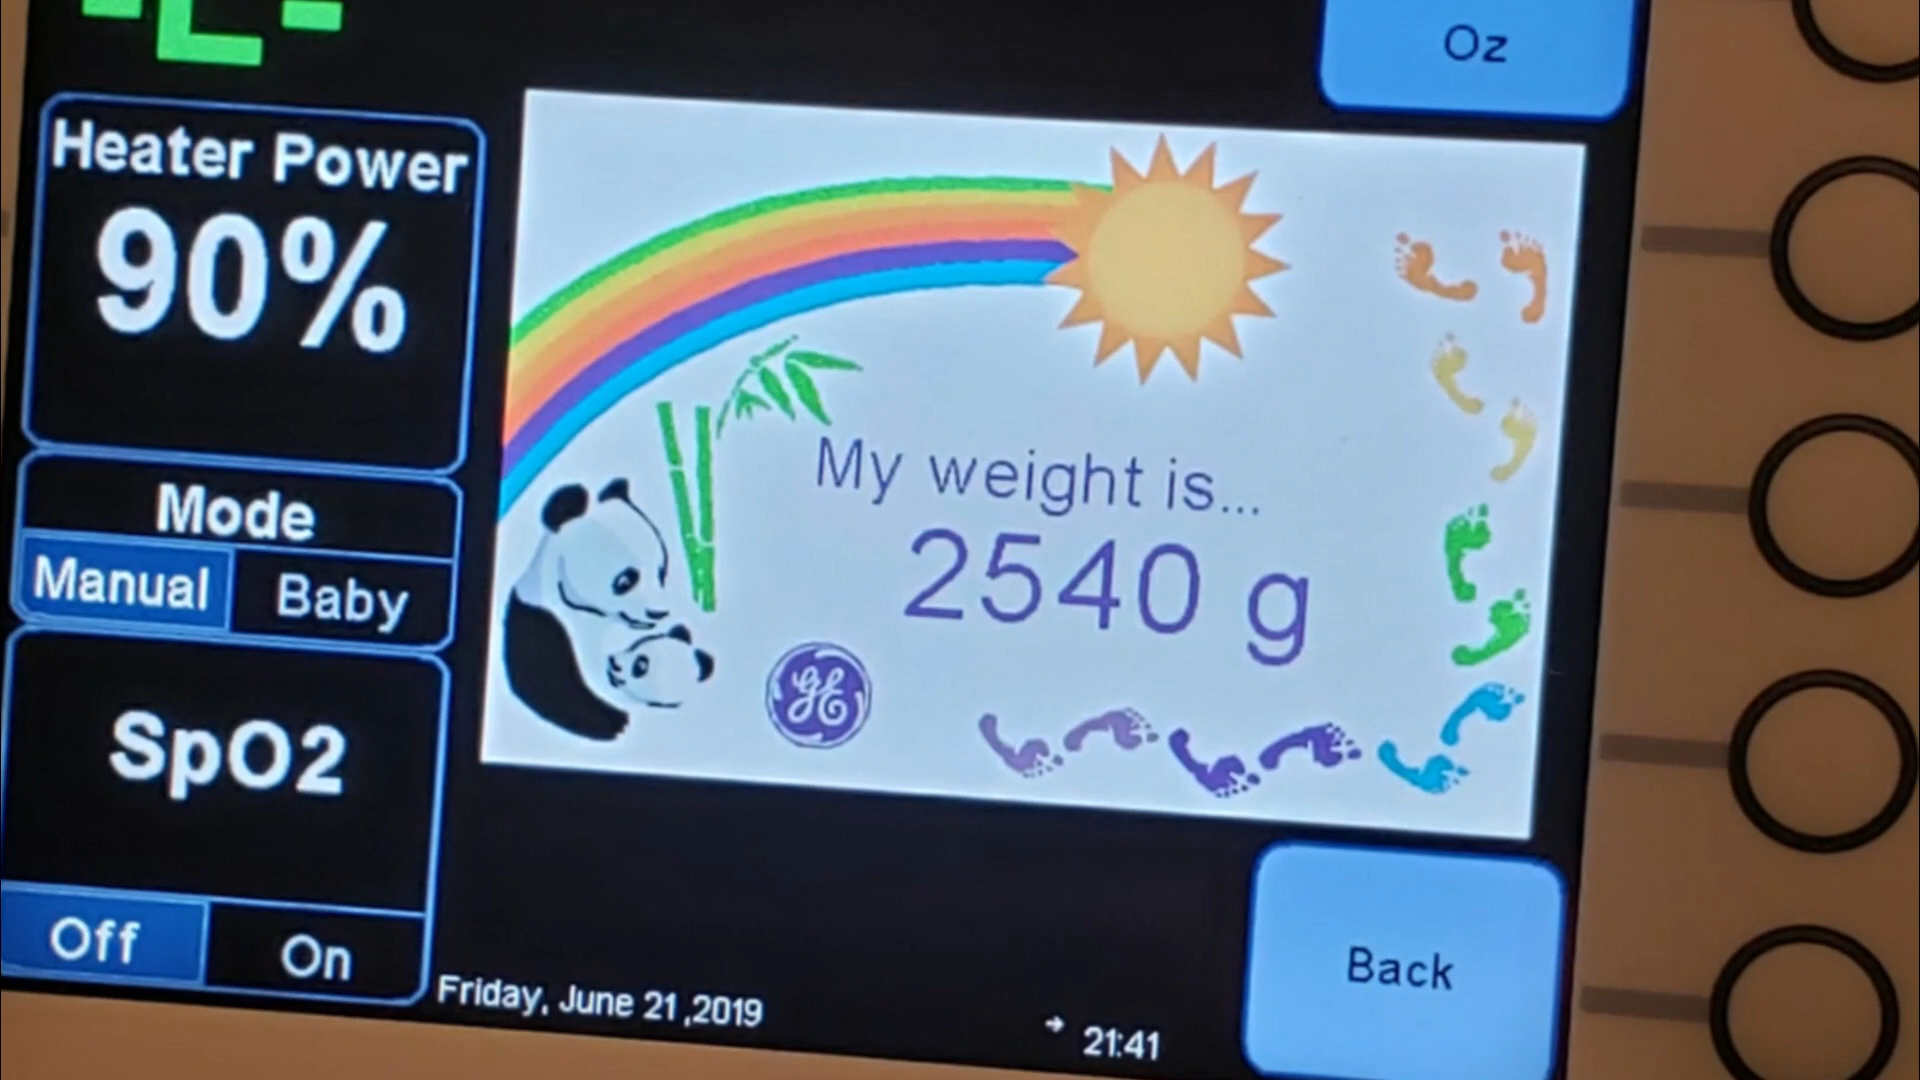 Oz
Heater Power
90%
My weight is...
2540 g
Mode
Manual Baby
GE
SpO2
Off On
Back
Friday, June 21 ,2019
21:41